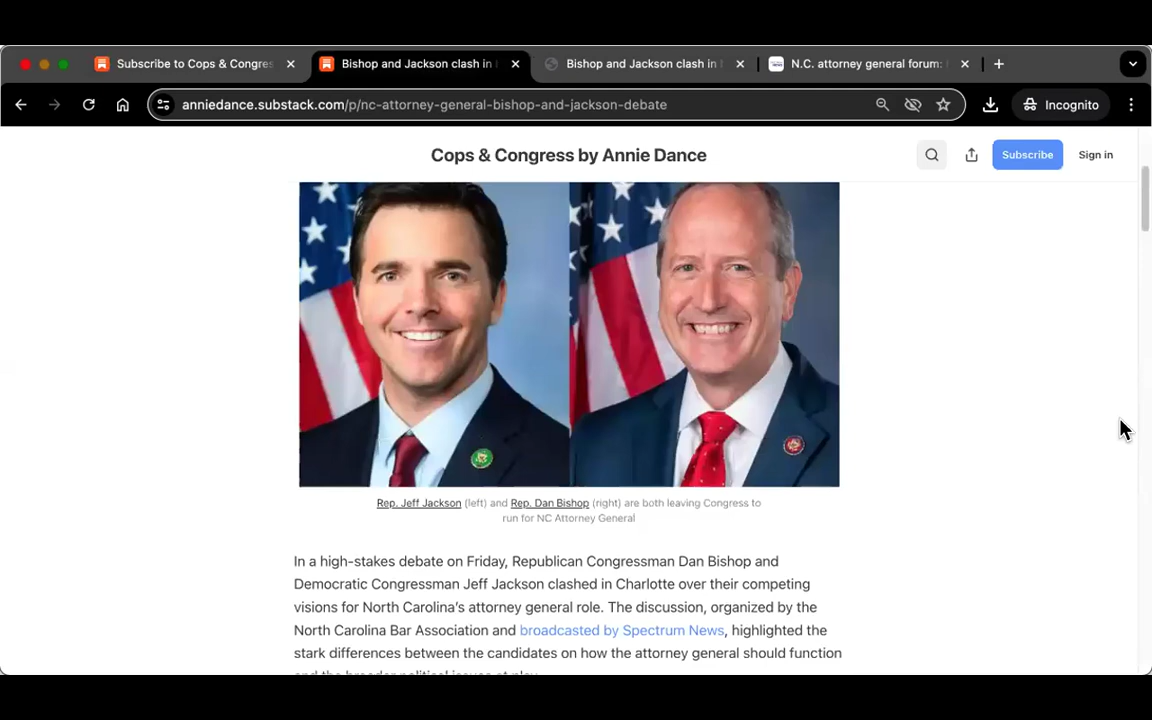 Subscribe to Cops & Congres
Bishop and Jackson clash in
Bishop and Jackson clash in
N.C. attorney general forum:
anniedance.substack.com/p/nc-attorney-general-bishop-and-jackson-debate
Incognito
Cops & Congress by Annie Dance
Subscribe
Sign in
Rep. Jeff Jackson (left) and Rep. Dan Bishop (right) are both leaving Congress to
run for NC Attorney General
In a high-stakes debate on Friday, Republican Congressman Dan Bishop and
Democratic Congressman Jeff Jackson clashed in Charlotte over their competing
visions for North Carolina’s attorney general role. The discussion, organized by the
North Carolina Bar Association and broadcasted by Spectrum News, highlighted the
stark differences between the candidates on how the attorney general should function